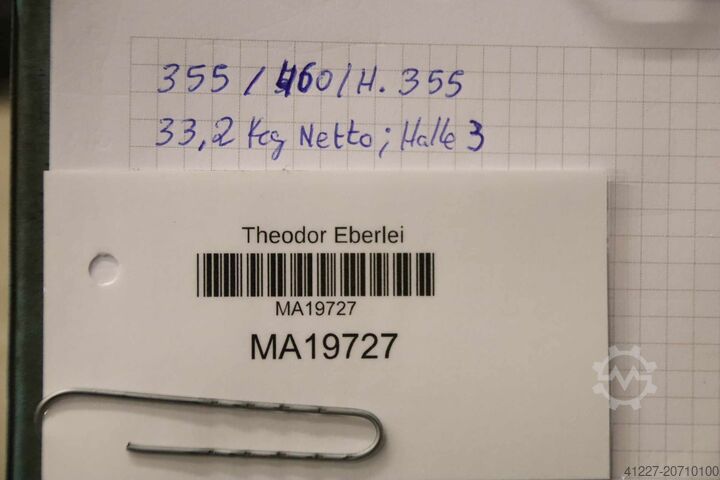 355 / 460 / H. 355
33,2 kg Netto; Halle 3
Theodor Eberlei
MA19727
MA19727
41227-20710100